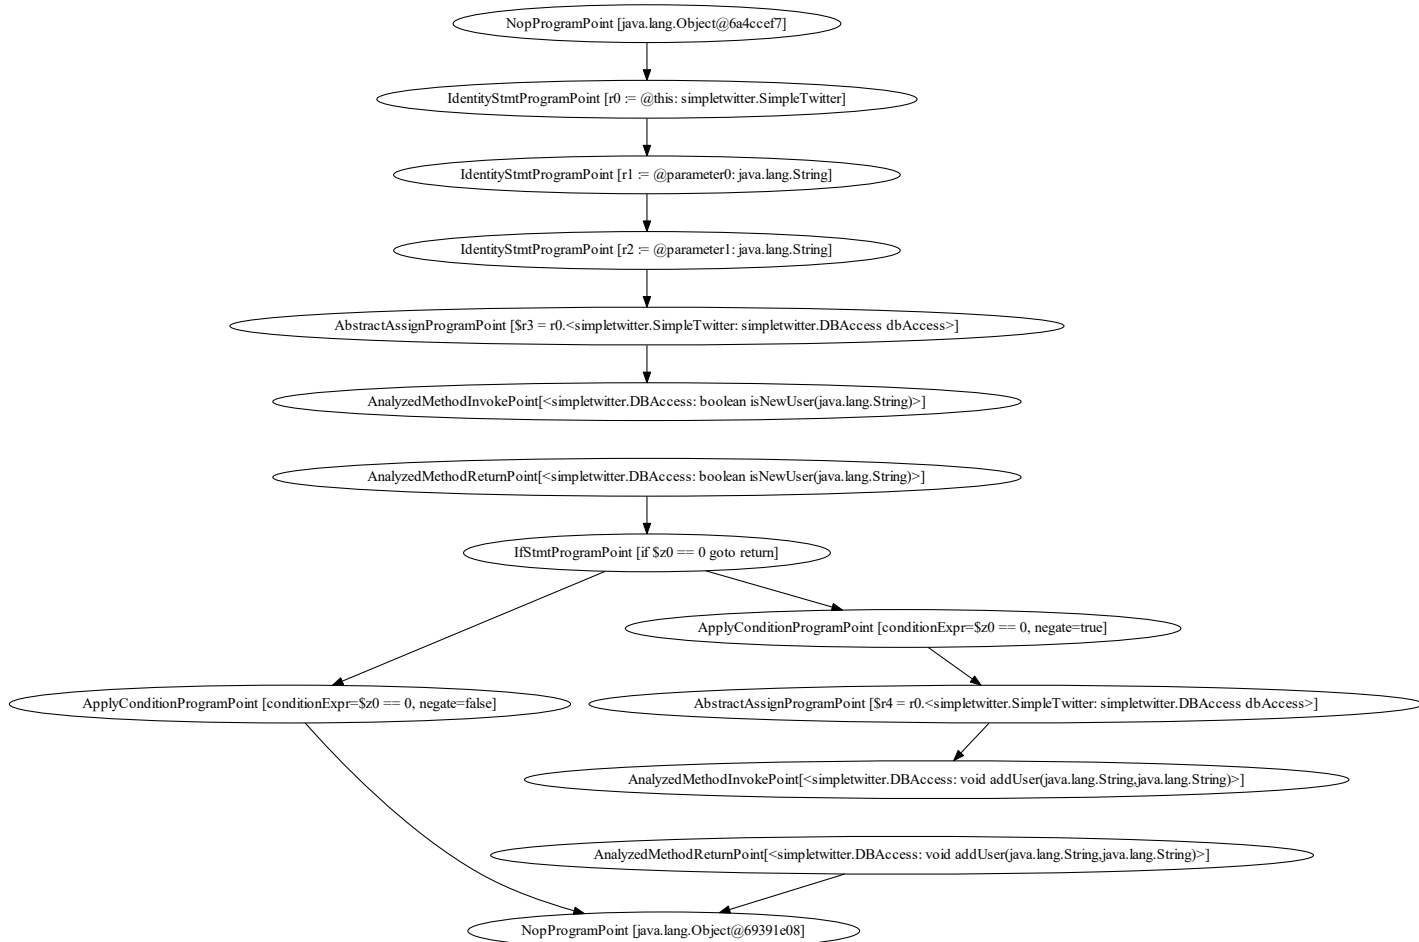 NopProgramPoint [java.lang.Object@6a4ccef7]
IdentityStmtProgramPoint [r0 := @this: simpletwitter.SimpleTwitter]
IdentityStmtProgramPoint [r1 := @parameter0: java.lang.String]
IdentityStmtProgramPoint [r2 := @parameter1: java.lang.String]
AbstractAssignProgramPoint [$r3 = r0.<simpletwitter.SimpleTwitter: simpletwitter.DBAccess dbAccess>]
AnalyzedMethodInvokePoint[<simpletwitter.DBAccess: boolean isNewUser(java.lang.String)>]
AnalyzedMethodReturnPoint[<simpletwitter.DBAccess: boolean isNewUser(java.lang.String)>]
IfStmtProgramPoint [if $z0 == 0 goto return]
ApplyConditionProgramPoint [conditionExpr=$z0 == 0, negate=true]
ApplyConditionProgramPoint [conditionExpr=$z0 == 0, negate=false]
AbstractAssignProgramPoint [$r4 = r0.<simpletwitter.SimpleTwitter: simpletwitter.DBAccess dbAccess>]
AnalyzedMethodInvokePoint[<simpletwitter.DBAccess: void addUser(java.lang.String,java.lang.String)>]
AnalyzedMethodReturnPoint[<simpletwitter.DBAccess: void addUser(java.lang.String,java.lang.String)>]
NopProgramPoint [java.lang.Object@69391e08]